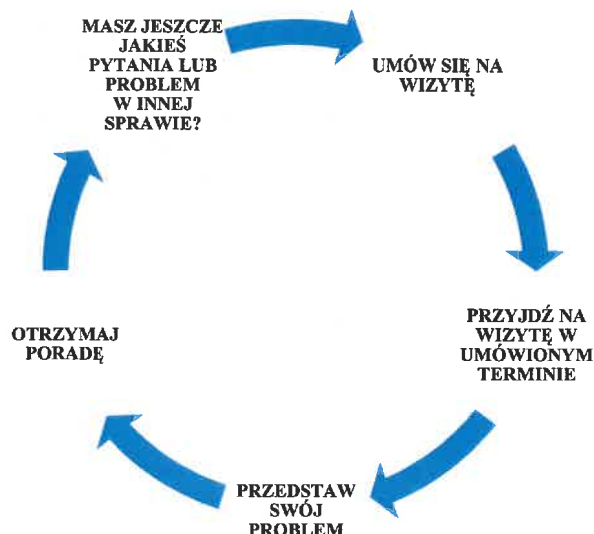 MASZ JESZCZE
JAKIEŚ
PYTANIA LUB
PROBLEM
W INNEJ
SPRAWIE?
UMÓW SIĘ NA
WIZYTĘ
PRZYJDŹ NA
WIZYTĘ W
UMÓWIONYM
TERMINIE
PRZEDSTAW
SWÓJ
PROBLEM
OTRZYMAJ
PORADĘ